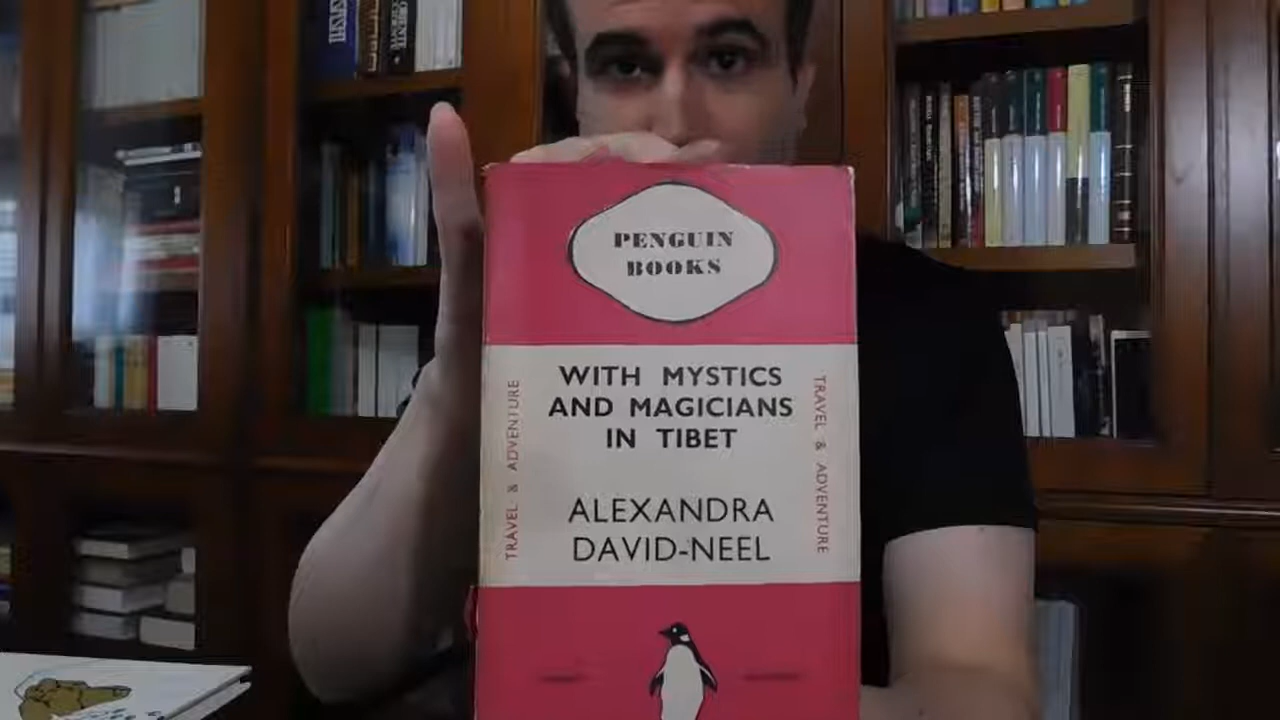 PENGUIN
BOOKS
WITH MYSTICS
AND MAGICIANS
IN TIBET
ALEXANDRA
DAVID-NEEL
TRAVEL & ADVENTURE
TRAVEL & ADVENTURE